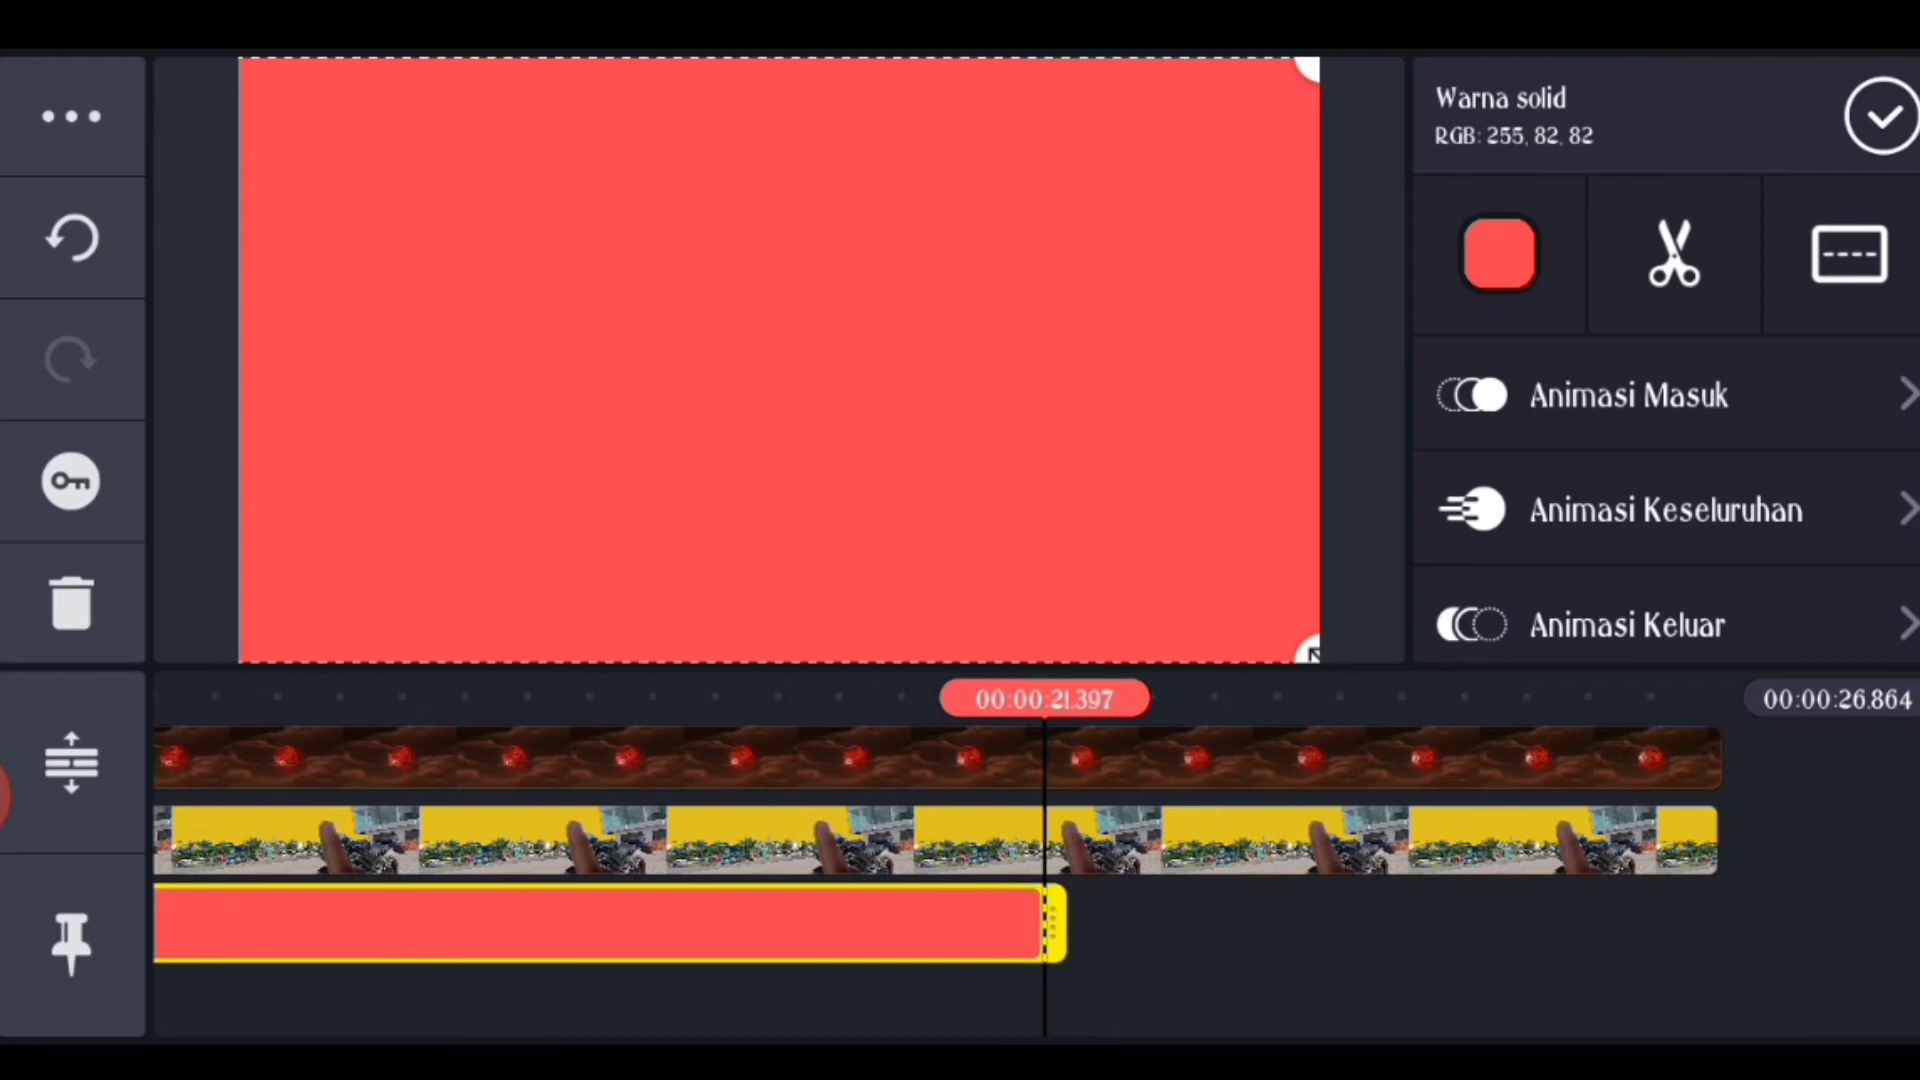 Warna solid
RGB: 255, 82, 82
Animasi Masuk
Animasi Keseluruhan
Animasi Keluar
00:00:21.397
00:00:26.864